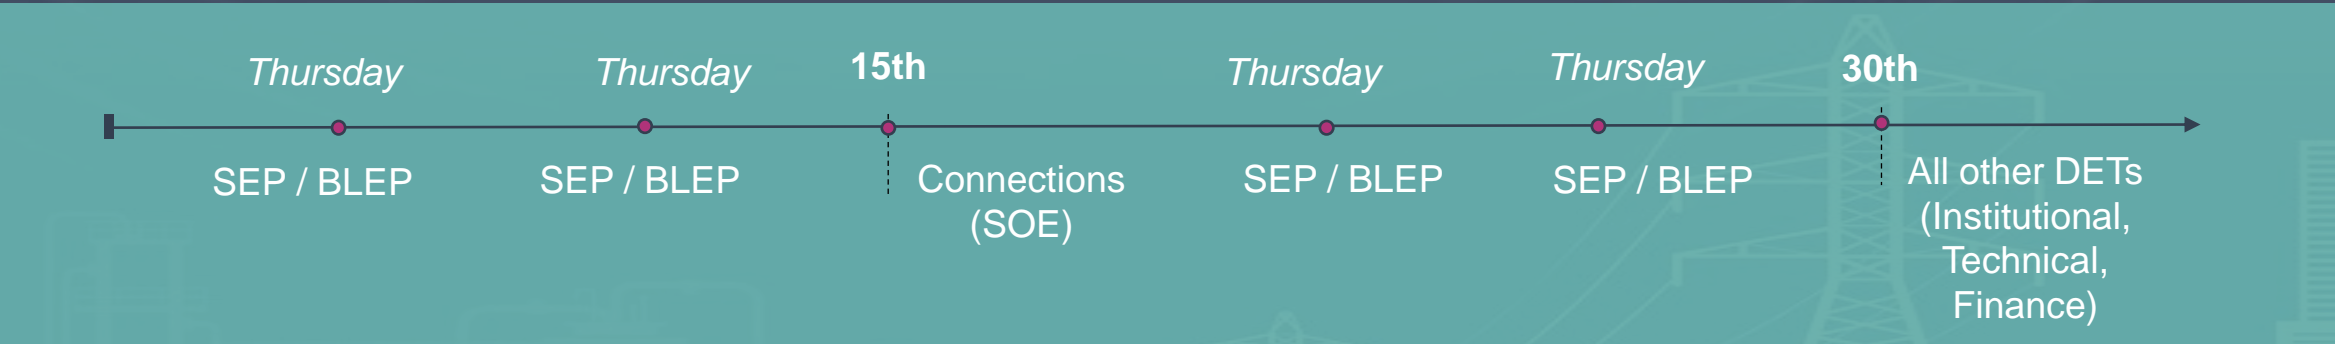 Thursday
Thursday
15th
Thursday
Thursday
30th
SEP / BLEP
SEP / BLEP
Connections
(SOE)
SEP / BLEP
SEP / BLEP
All other DETs
(Institutional,
Technical,
Finance)